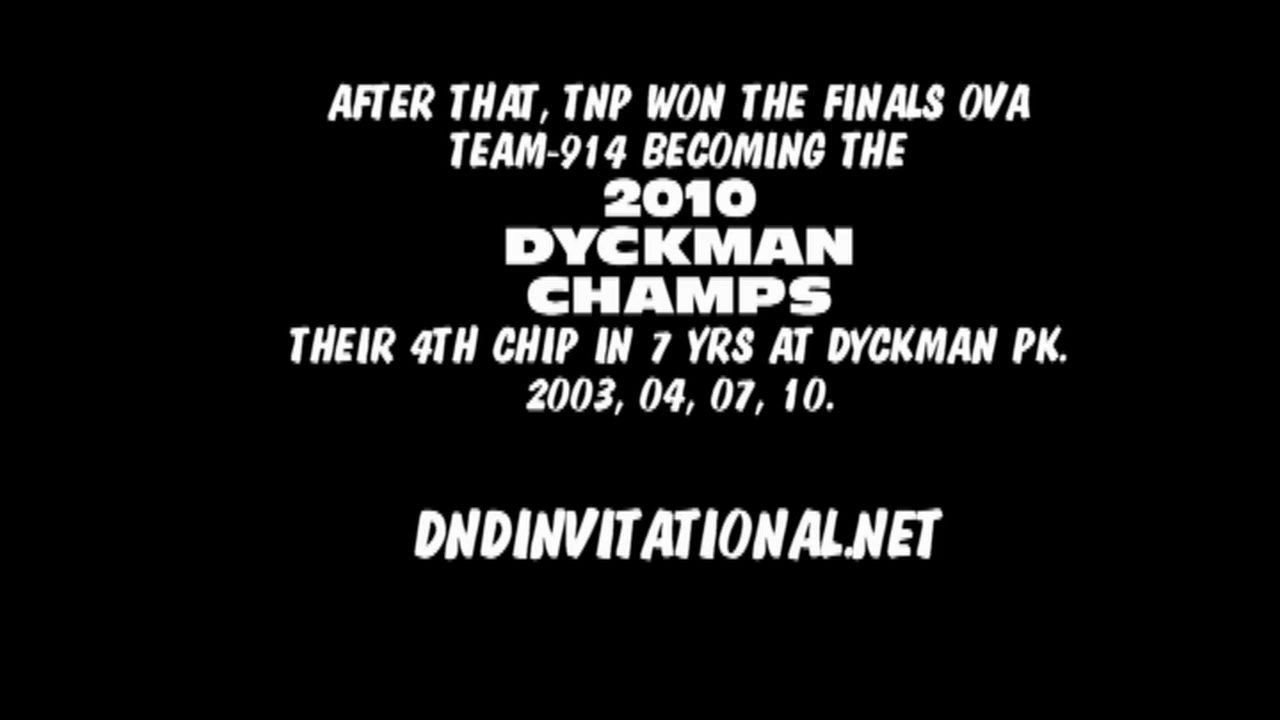 AFTER THAT, TNP WON THE FINALS OVA
TEAM-914 BECOMING THE
2010
DYCKMAN
CHAMPS
THEIR 4TH CHIP IN 7 YRS AT DYCKMAN PK.
2003, 04, 07, 10.
DNDINVITATIONAL.NET